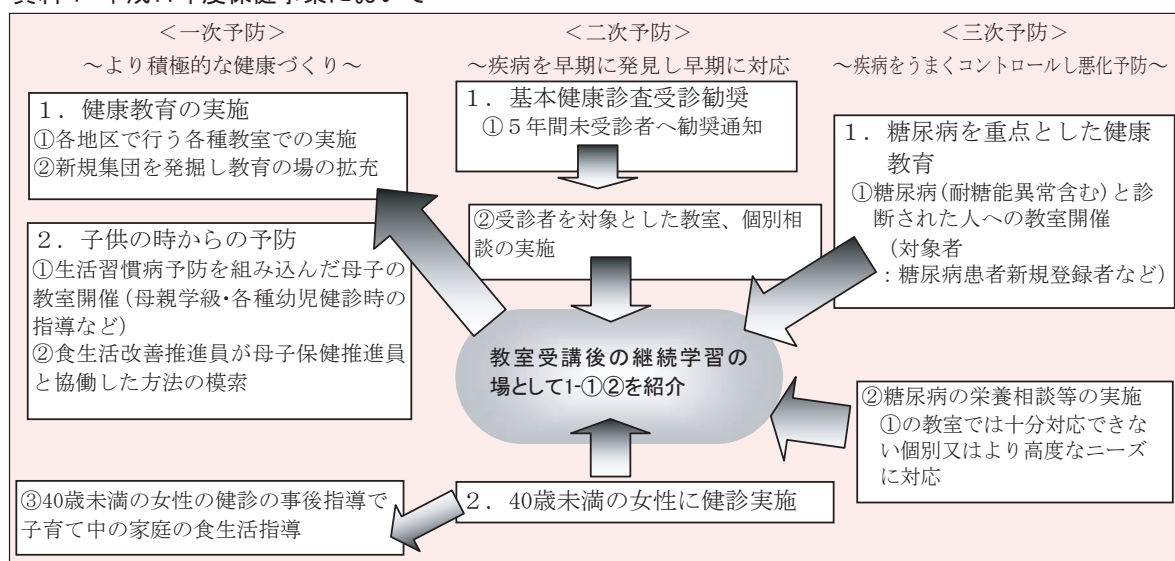 ＜一次予防＞
～より積極的な健康づくり～
1．健康教育の実施
①各地区で行う各種教室での実施
②新規集団を発掘し教育の場の拡充
2．子供の時からの予防
①生活習慣病予防を組み込んだ母子の
教室開催（母親学級・各種幼児健診時の
指導など）
②食生活改善推進員が母子保健推進員
と協働した方法の模索
③40歳未満の女性の健診の事後指導で
子育て中の家庭の食生活指導
＜二次予防＞
～疾病を早期に発見し早期に対応
1．基本健康診査受診勧奨
①５年間未受診者へ勧奨通知
②受診者を対象とした教室、個別相
談の実施
教室受講後の継続学習の
場として1-①②を紹介
2．40歳未満の女性に健診実施
＜三次予防＞
～疾病をうまくコントロールし悪化予防～
1．糖尿病を重点とした健康
教育
①糖尿病(耐糖能異常含む)と診
断された人への教室開催
(対象者
：糖尿病患者新規登録者など)
②糖尿病の栄養相談等の実施
①の教室では十分対応できな
い個別又はより高度なニーズ
に対応